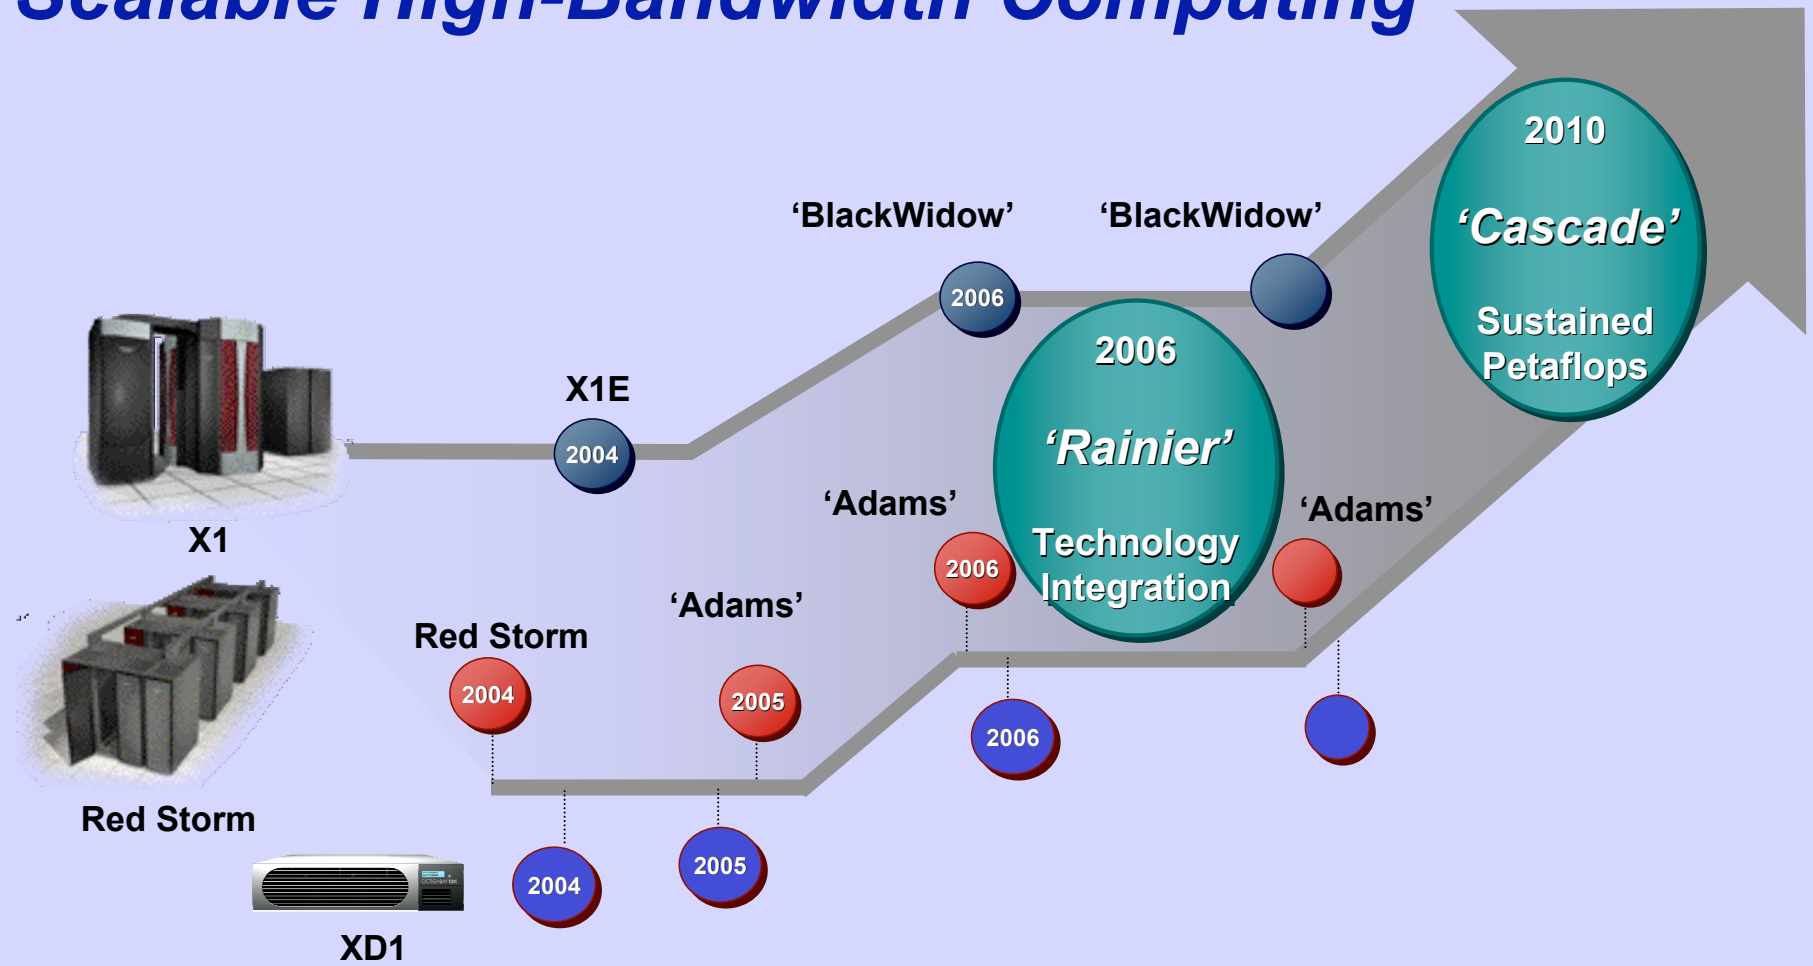 Scalable High-Bandwidth Computing
2010
‘Cascade’
Sustained
Petaflops
‘BlackWidow’
‘BlackWidow’
2006
2006
‘Rainier’
Technology
Integration
X1E
2004
X1
‘Adams’
2006
‘Adams’
‘Adams’
2005
Red Storm
2004
Red Storm
2006
2005
2004
XD1